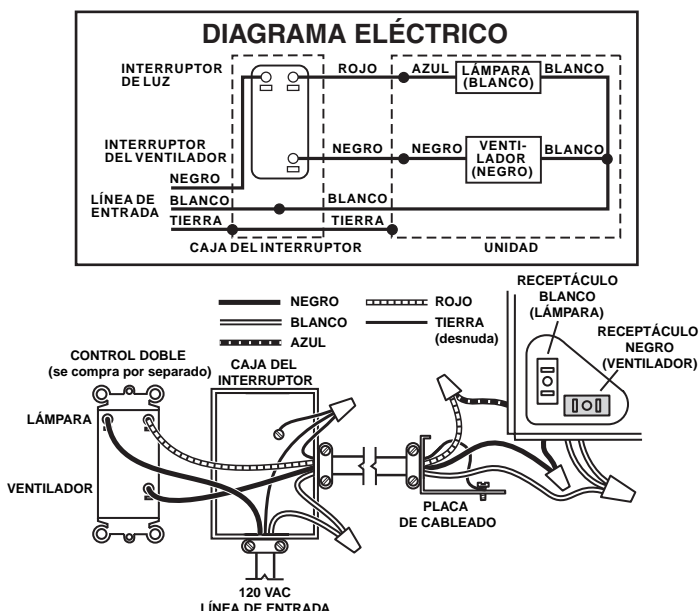 DIAGRAMA ELÉCTRICO
INTERRUPTOR
DE LUZ
ROJO
AZUL
LÁMPARA
(BLANCO)
BLANCO
INTERRUPTOR
DEL VENTILADOR
NEGRO
NEGRO
VENTI-
LADOR
(NEGRO)
BLANCO
NEGRO
LÍNEA DE
ENTRADA
BLANCO
BLANCO
TIERRA
TIERRA
CAJA DEL INTERRUPTOR
UNIDAD
NEGRO
BLANCO
AZUL
ROJO
TIERRA
(desnuda)
RECEPTÁCULO
BLANCO
(LÁMPARA)
RECEPTÁCULO
NEGRO
(VENTILADOR)
CONTROL DOBLE
(se compra por separado)
CAJA DEL
INTERRUPTOR
LÁMPARA
VENTILADOR
PLACA
DE CABLEADO
120 VAC
LÍNEA DE ENTRADA